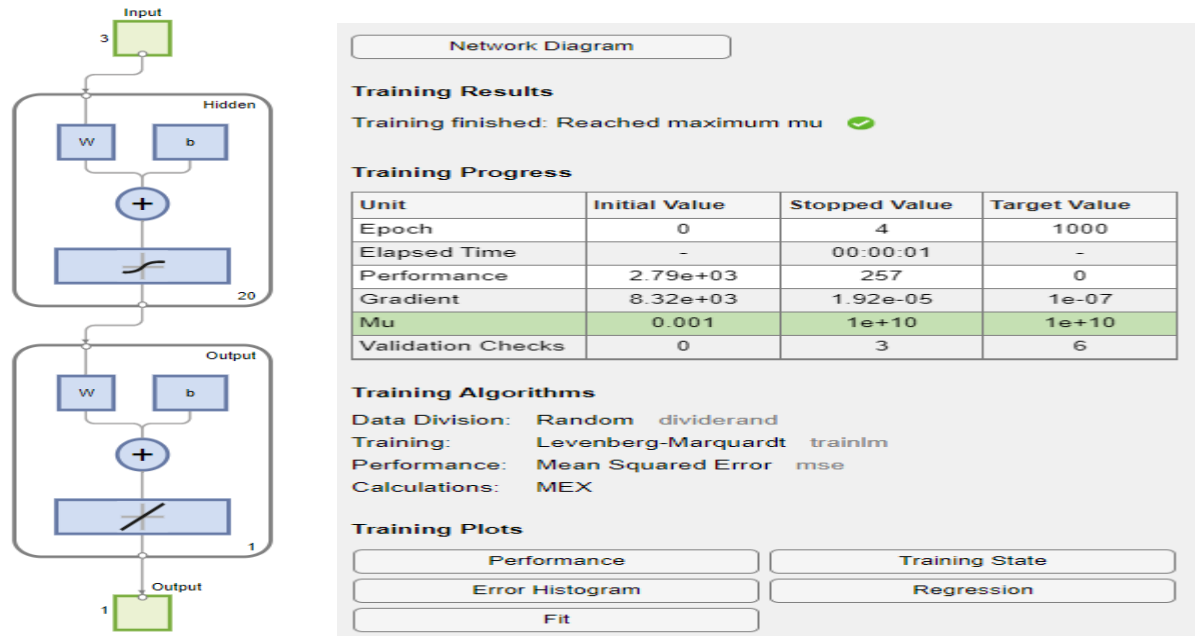 Input
3
Hidden
W b
+
20
Output
W b
+
1
Output
1
Network Diagram
Training Results
Training finished: Reached maximum mu
Training Progress
Unit Initial Value Stopped Value Target Value
Epoch 0 4 1000
Elapsed Time - 00:00:01 -
Performance 2.79e+03 257 0
Gradient 8.32e+03 1.92e-05 1e-07
Mu 0.001 1e+10 1e+10
Validation Checks 0 3 6
Training Algorithms
Data Division: Random dividerand
Training: Levenberg-Marquardt trainlm
Performance: Mean Squared Error mse
Calculations: MEX
Training Plots
Performance Training State
Error Histogram Regression
Fit